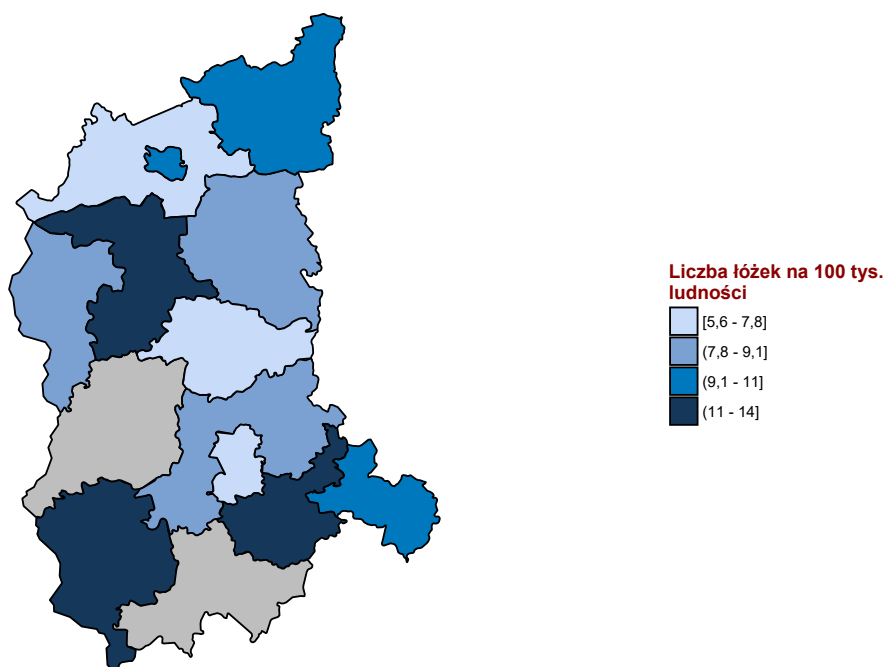 Liczba łóżek na 100 tys.
ludności
[5,6 - 7,8]
(7,8 - 9,1]
(9,1 - 11]
(11 - 14]